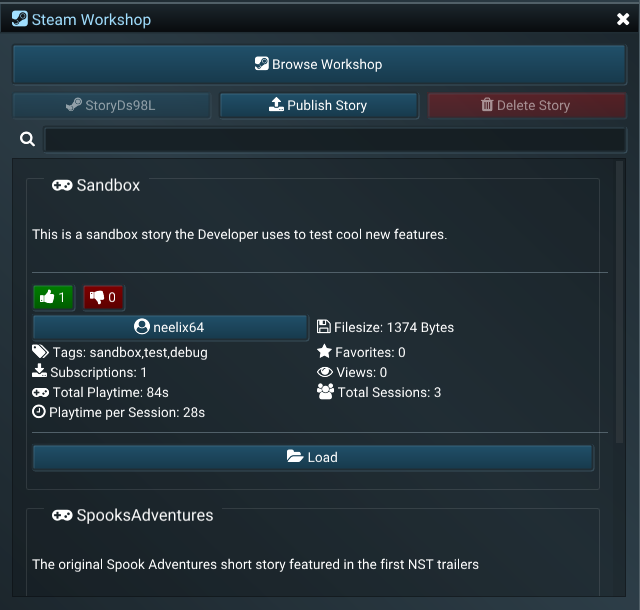 Steam Workshop
Browse Workshop
StoryDs98L
Publish Story
Delete Story
Sandbox
This is a sandbox story the Developer uses to test cool new features.
1
0
neelix64
Filesize: 1374 Bytes
Tags: sandbox,test,debug
Favorites: 0
Subscriptions: 1
Views: 0
Total Playtime: 84s
Total Sessions: 3
Playtime per Session: 28s
Load
SpooksAdventures
The original Spook Adventures short story featured in the first NST trailers